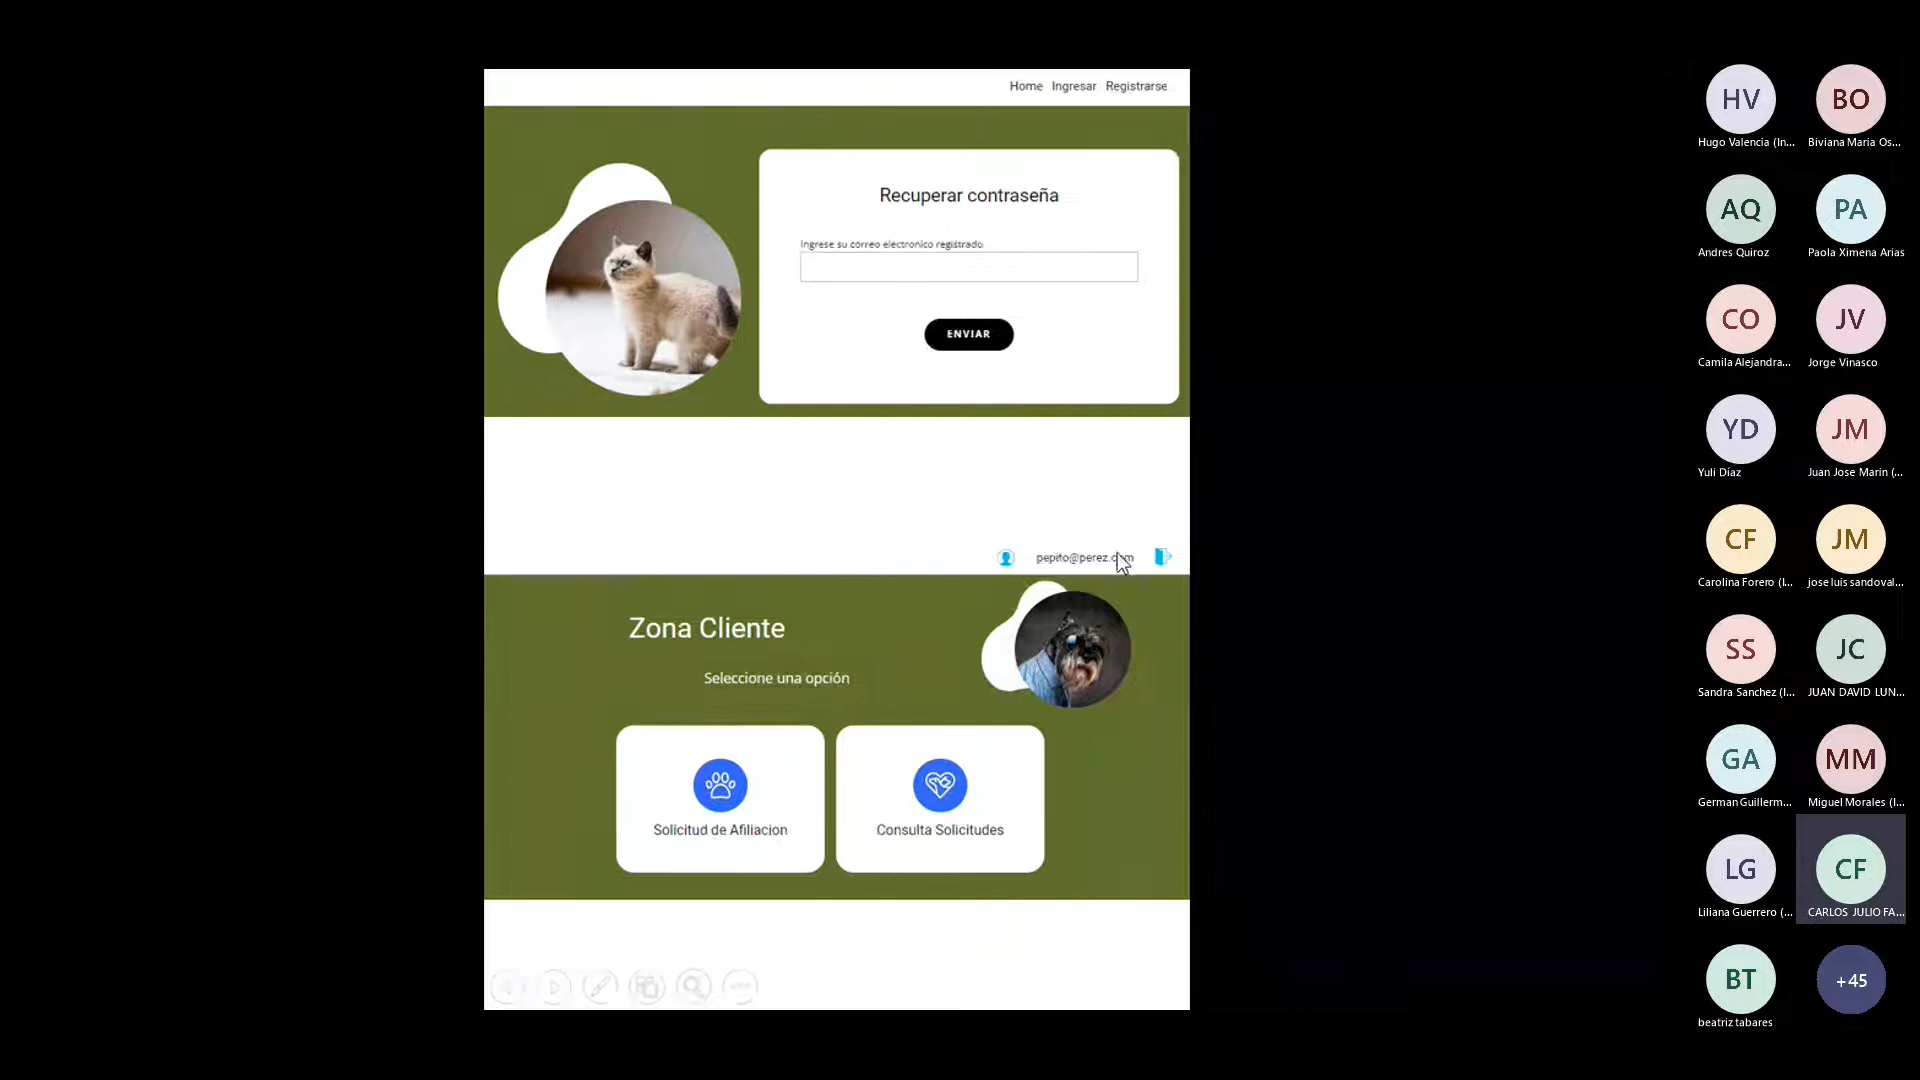 Home Ingresar Registrarse
Recuperar contraseña
Ingrese su correo electronico registrado
ENVIAR
pepito@perez.com
Zona Cliente
Seleccione una opción
Solicitud de Afiliacion
Consulta Solicitudes
HV
BO
Hugo Valencia (In...
Biviana Maria Os...
AQ
PA
Andres Quiroz
Paola Ximena Arias
CO
JV
Camila Alejandra...
Jorge Vinasco
YD
JM
Yuli Díaz
Juan Jose Marin (...
CF
JM
Carolina Forero (I...
jose luis sandoval...
SS
JC
Sandra Sanchez (I...
JUAN DAVID LUN...
GA
MM
German Guillerm...
Miguel Morales (I...
LG
CF
Liliana Guerrero (...
CARLOS JULIO FA...
BT
+45
beatriz tabares